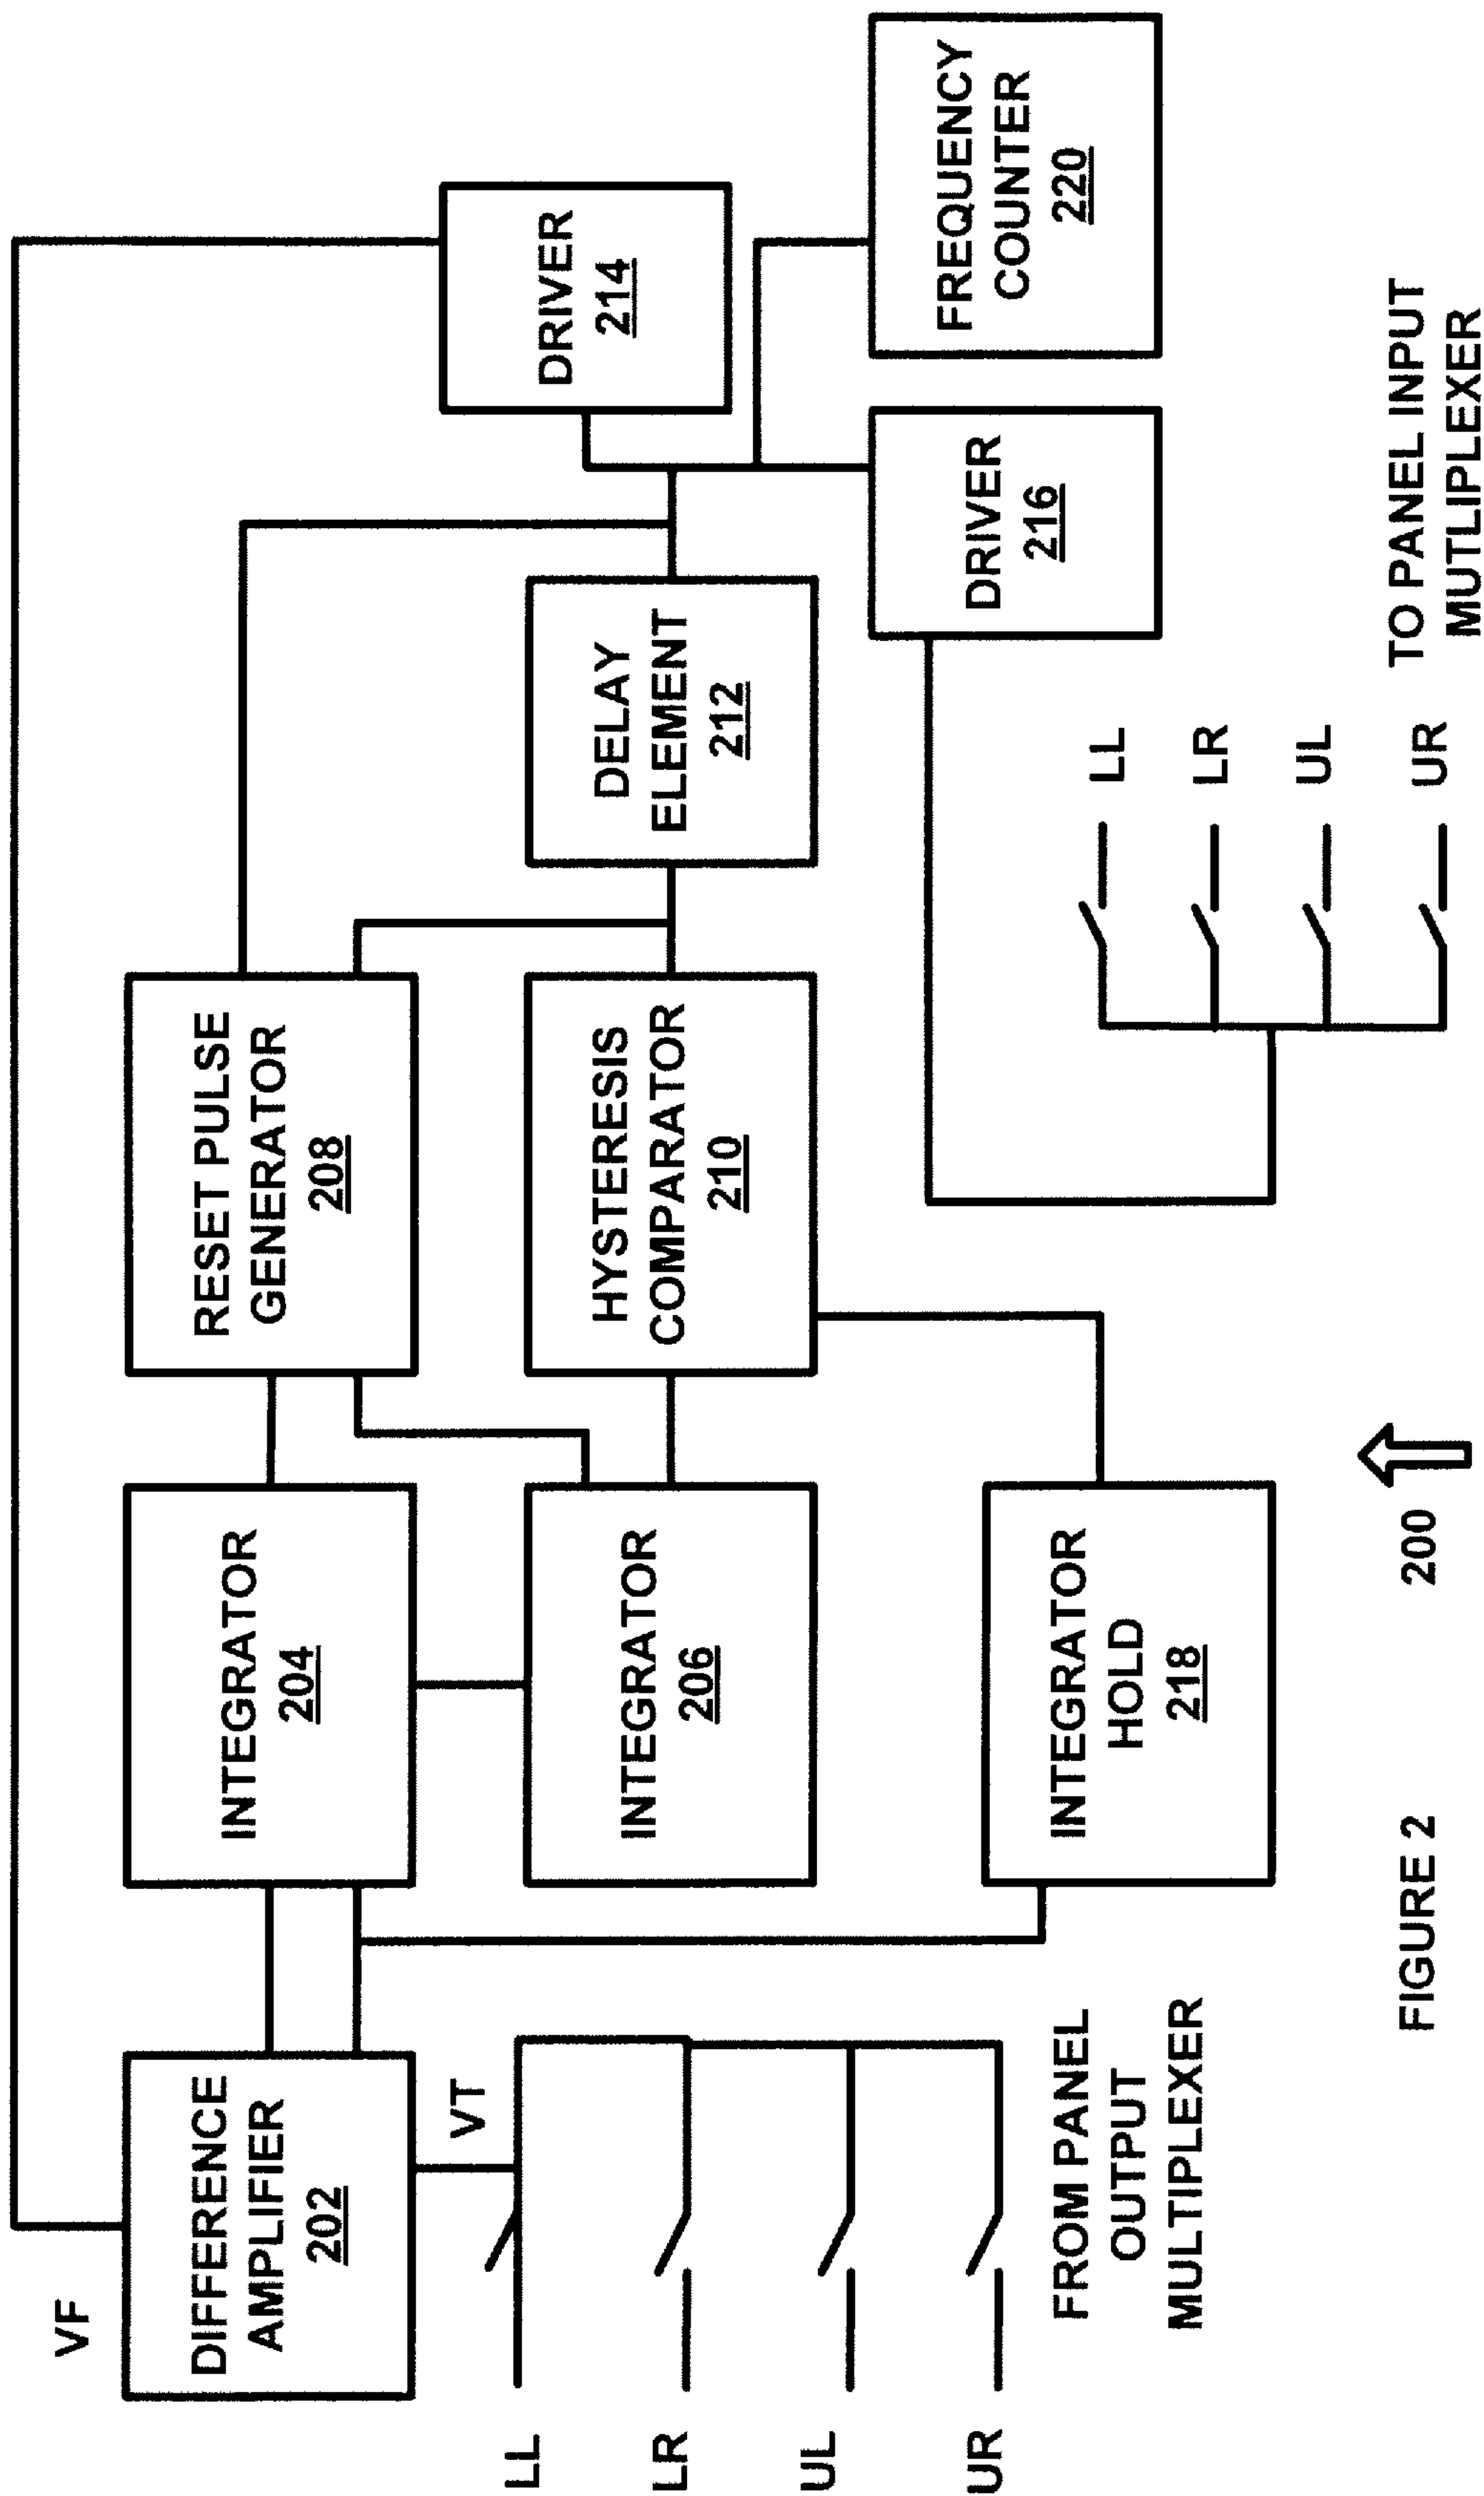 VF
DIFFERENCE
AMPLIFIER
202
INTEGRATOR
204
RESET PULSE
GENERATOR
208
VT
INTEGRATOR
206
HYSTERESIS
COMPARATOR
210
DELAY
ELEMENT
212
DRIVER
214
LL
LR
UL
UR
FROM PANEL
OUTPUT
MULTIPLEXER
INTEGRATOR
HOLD
218
DRIVER
216
FREQUENCY
COUNTER
220
LL
LR
UL
UR
TO PANEL INPUT
MUTLIPLEXER
FIGURE 2
200